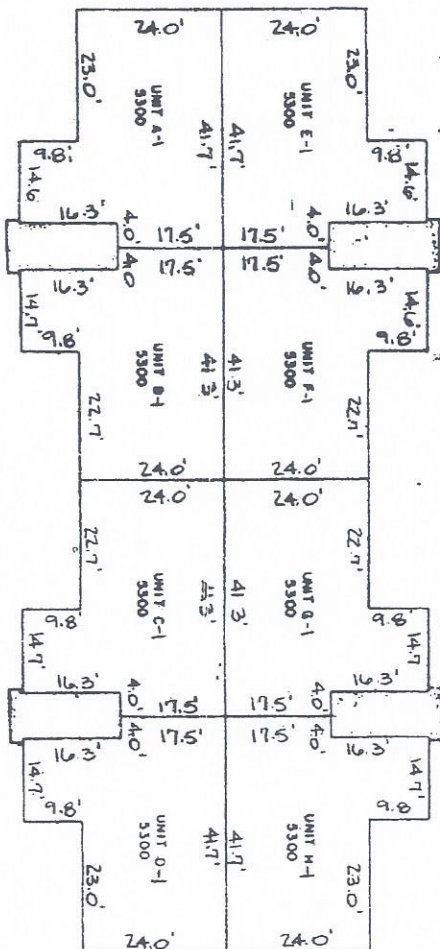 24.0' 24.0'
23.0' 23.0'
UNIT A-1
5300
UNIT E-1
5300
41.7' 41.7'
9.8' 9.8'
14.6' 14.6'
16.3' 4.0' 17.5' 17.5' 4.0' 16.3'
16.3' 4.0 17.5' 17.5' 4.0' 16.3'
14.7' 14.6'
9.8' 9.8'
UNIT B-1
5300
UNIT F-1
5300
41.3' 41.3'
22.7' 22.7'
24.0' 24.0'
24.0' 24.0'
22.7' 22.7'
UNIT C-1
5300
UNIT G-1
5300
41.3' 41.3'
9.8' 9.8'
14.7' 14.7
16.3' 4.0' 17.5' 17.5' 4.0' 16.3'
16.3' 4.0' 17.5' 17.5' 4.0' 16.3'
14.7' 14.7'
9.8' 9.8
UNIT D-1
5300
UNIT H-1
5300
41.7' 41.7'
23.0' 23.0'
24.0' 24.0'